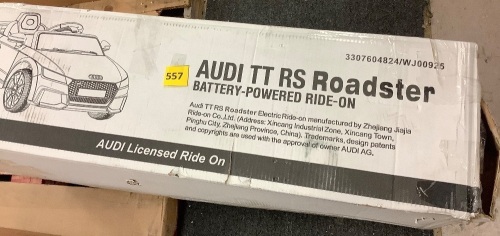 3307604824/WJ00925
557
AUDI TT RS Roadster
BATTERY-POWERED RIDE-ON
Audi TT RS Roadster Electric Ride-on manufactured by Zhejiang Jiajia
Ride-on Co.,Ltd. (Address: Xincang Industrial Zone, Xincang Town,
Pinghu City, Zhejiang Province, China). Trademarks, design patents
and copyrights are used with the approval of owner AUDI AG.
AUDI Licensed Ride On